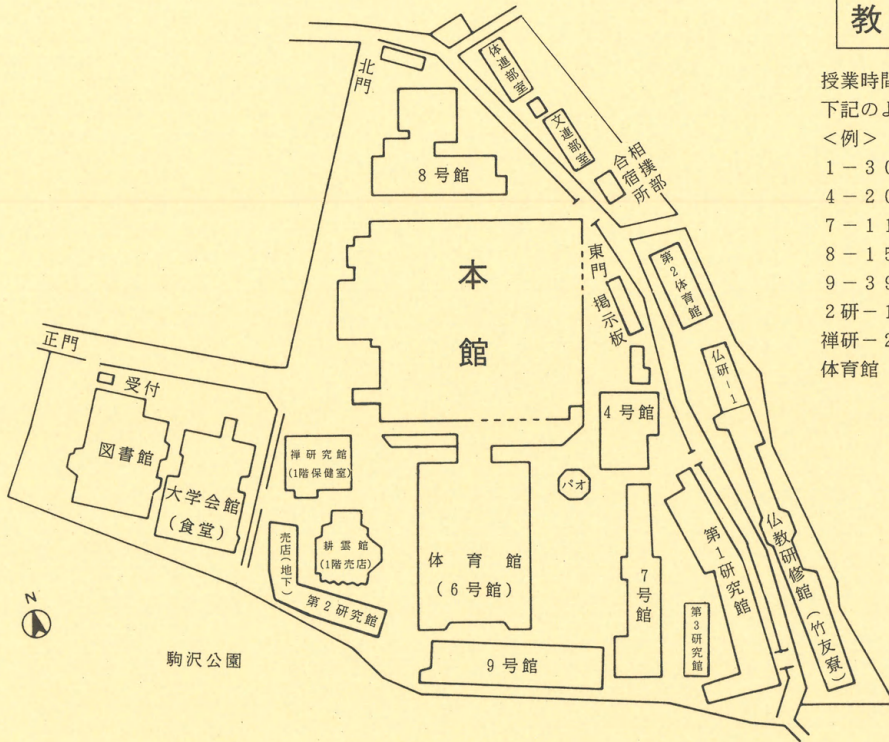 教
授業時間
下記のよ
<例>
1-30
4-20
7-11
8-15
9-39
2研-1
禅研-2
体育館
北門
体連部室
文連部室
相撲部
合宿所
8号館
本館
東門
掲示板
第2体育館
仏研-1
正門
受付
図書館
大学会館
(食堂)
禅研究館
(1階保健室)
4号館
パオ
耕雲館
(1階売店)
売店(地下)
第2研究館
体育館
(6号館)
7号館
第1研究館
第3研究館
仏教研修館(竹友寮)
9号館
駒沢公園
N